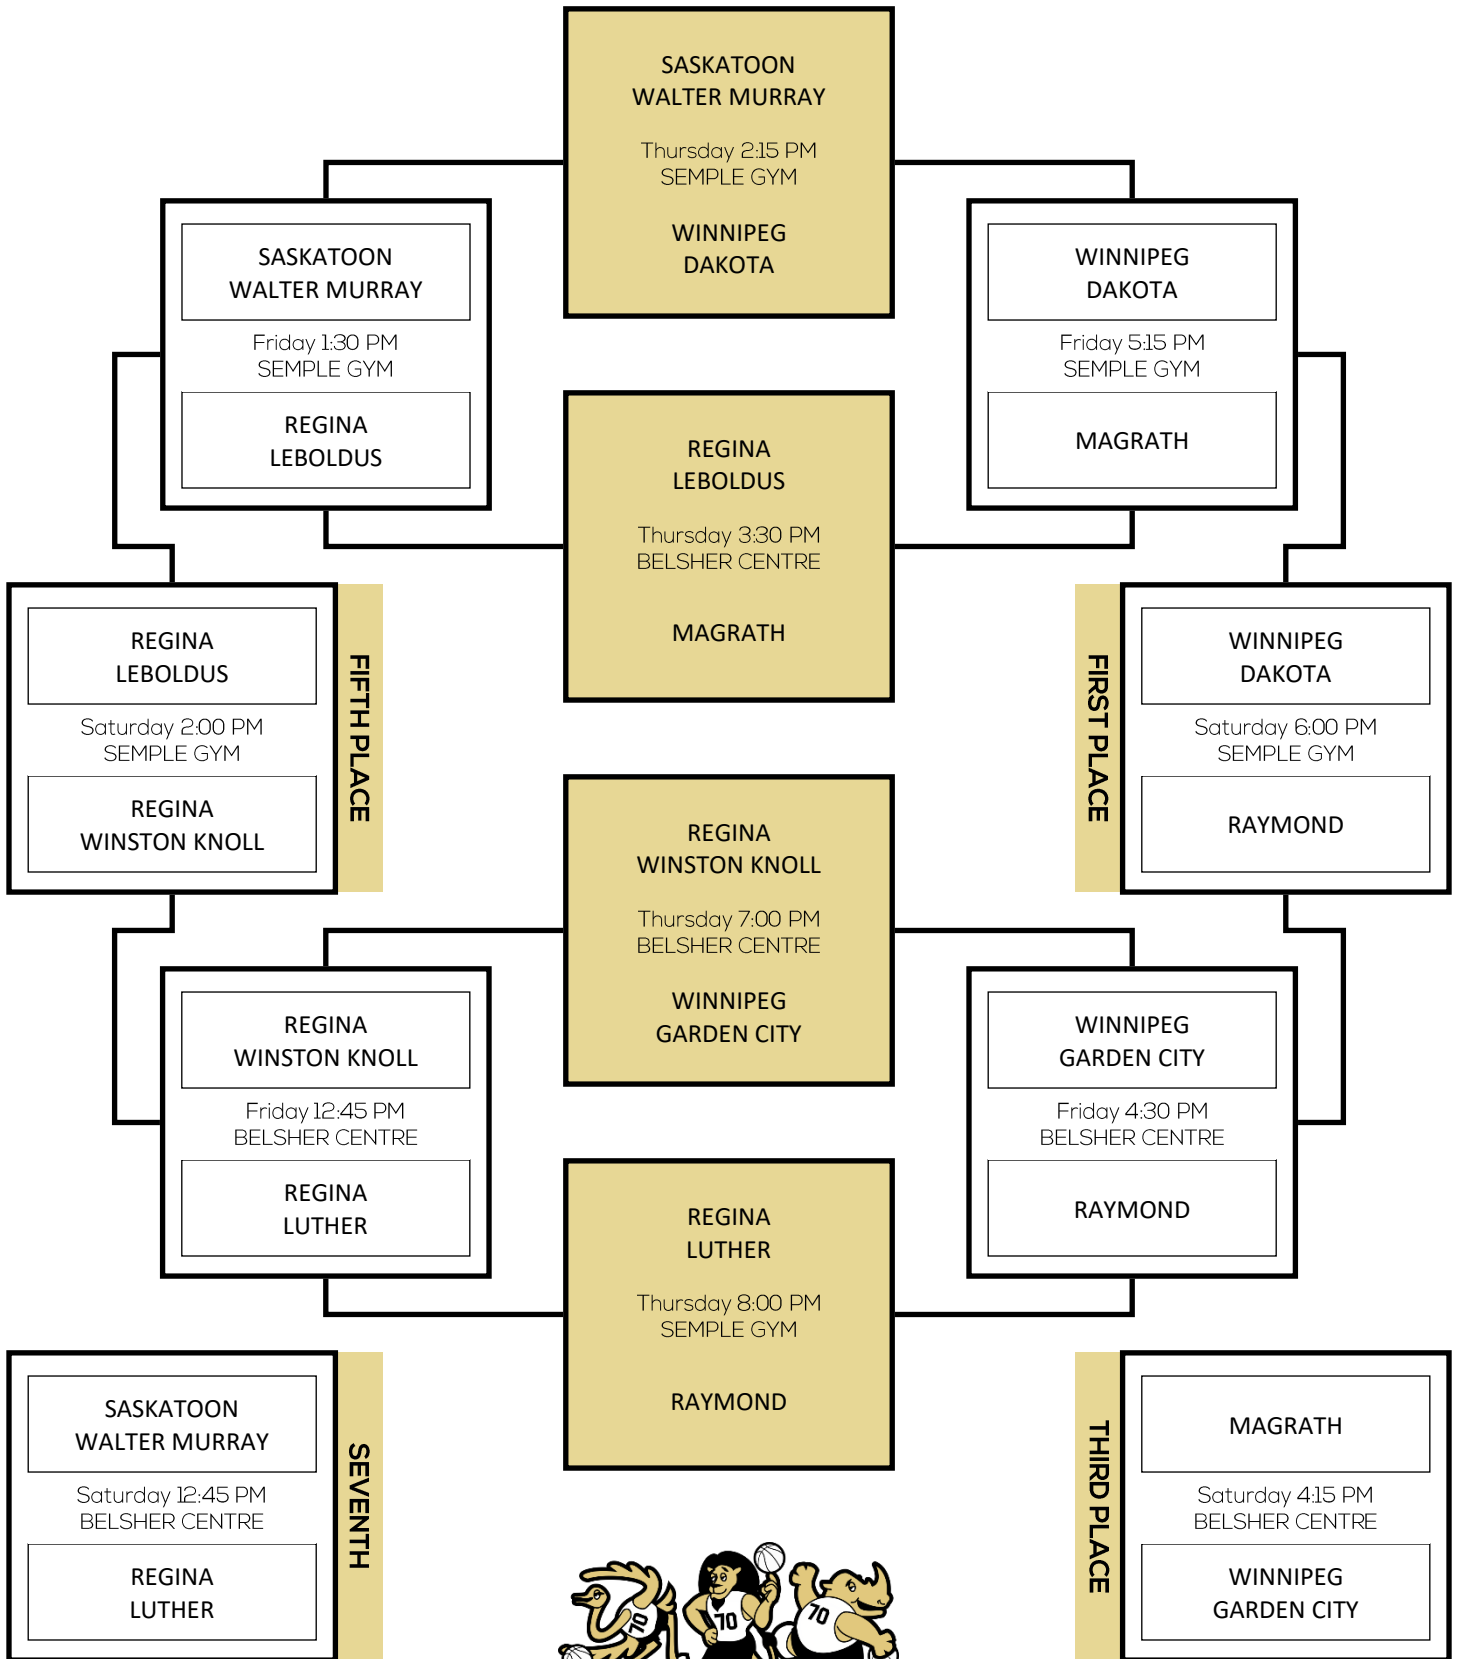 SASKATOON
WALTER MURRAY
Thursday 2:15 PM
SEMPLE GYM
WINNIPEG
DAKOTA
SASKATOON
WALTER MURRAY
Friday 1:30 PM
SEMPLE GYM
REGINA
LEBOLDUS
WINNIPEG
DAKOTA
Friday 5:15 PM
SEMPLE GYM
MAGRATH
REGINA
LEBOLDUS
Thursday 3:30 PM
BELSHER CENTRE
MAGRATH
REGINA
LEBOLDUS
Saturday 2:00 PM
SEMPLE GYM
REGINA
WINSTON KNOLL
FIFTH PLACE
FIRST PLACE
WINNIPEG
DAKOTA
Saturday 6:00 PM
SEMPLE GYM
RAYMOND
REGINA
WINSTON KNOLL
Thursday 7:00 PM
BELSHER CENTRE
WINNIPEG
GARDEN CITY
REGINA
WINSTON KNOLL
Friday 12:45 PM
BELSHER CENTRE
REGINA
LUTHER
WINNIPEG
GARDEN CITY
Friday 4:30 PM
BELSHER CENTRE
RAYMOND
REGINA
LUTHER
Thursday 8:00 PM
SEMPLE GYM
RAYMOND
SASKATOON
WALTER MURRAY
Saturday 12:45 PM
BELSHER CENTRE
REGINA
LUTHER
SEVENTH
THIRD PLACE
MAGRATH
Saturday 4:15 PM
BELSHER CENTRE
WINNIPEG
GARDEN CITY
70
70
70